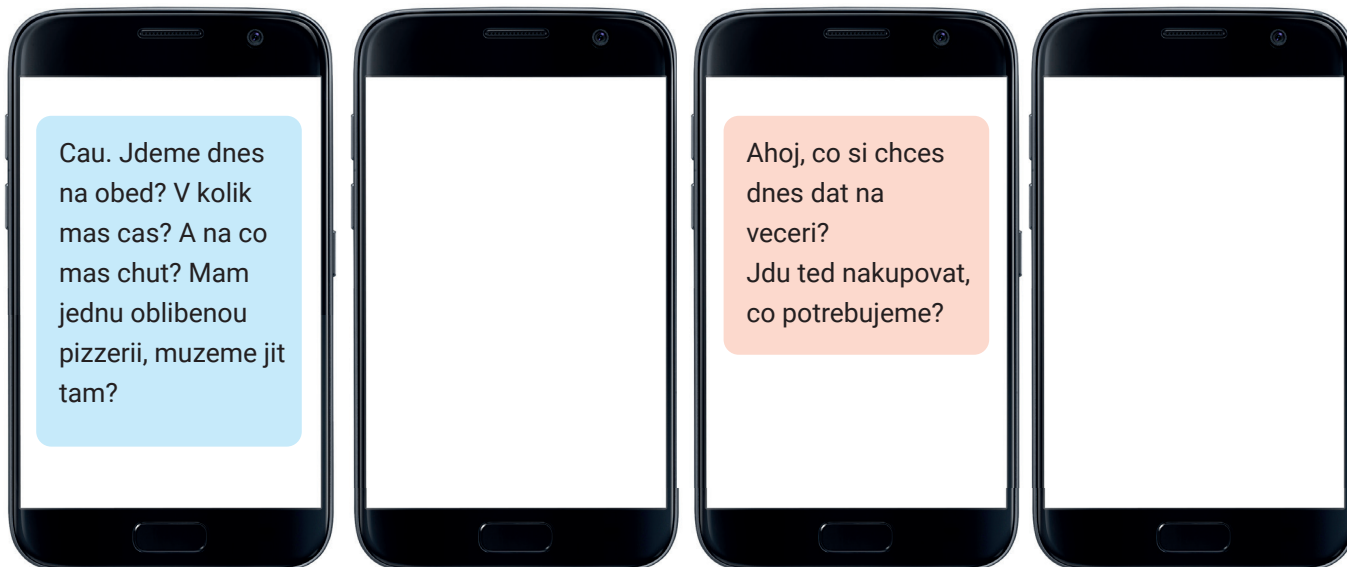 Cau. Jdeme dnes
na obed? V kolik
mas cas? A na co
mas chut? Mam
jednu oblibenou
pizzerii, muzeme jit
tam?
Ahoj, co si chces
dnes dat na
veceri?
Jdu ted nakupovat,
co potrebujeme?